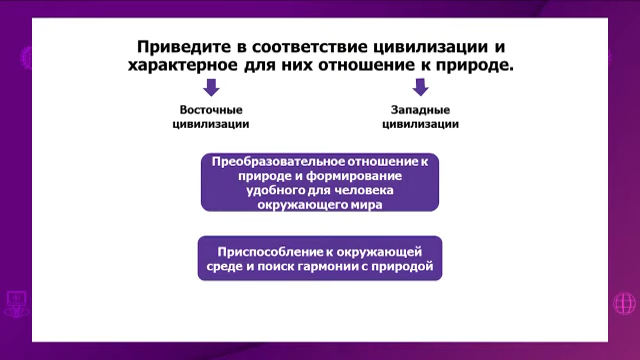 Приведите в соответствие цивилизации и
характерное для них отношение к природе.
Восточные
цивилизации
Западные
цивилизации
Преобразовательное отношение к
природе и формирование
удобного для человека
окружающего мира
Приспособление к окружающей
среде и поиск гармонии с природой